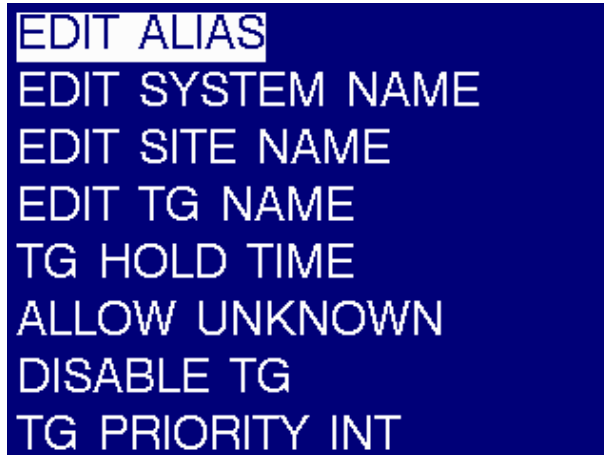 EDIT ALIAS
EDIT SYSTEM NAME
EDIT SITE NAME
EDIT TG NAME
TG HOLD TIME
ALLOW UNKNOWN
DISABLE TG
TG PRIORITY INT